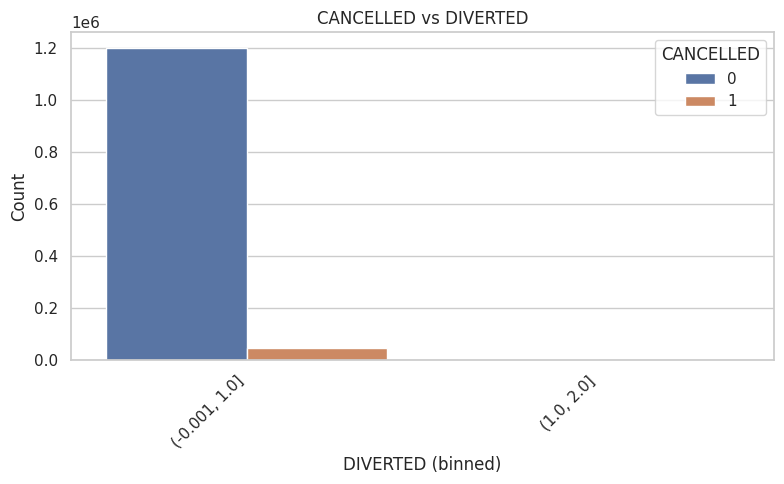 CANCELLED vs DIVERTED
1e6
CANCELLED
0
1
1.2
1.0
0.8
0.6
0.4
0.2
0.0
Count
(-0.001, 1.0]
(1.0, 2.0]
DIVERTED (binned)